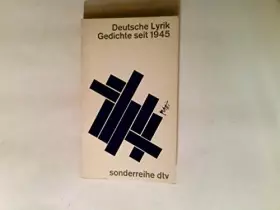 Deutsche Lyrik
Gedichte seit 1945
sonderreihe dtv